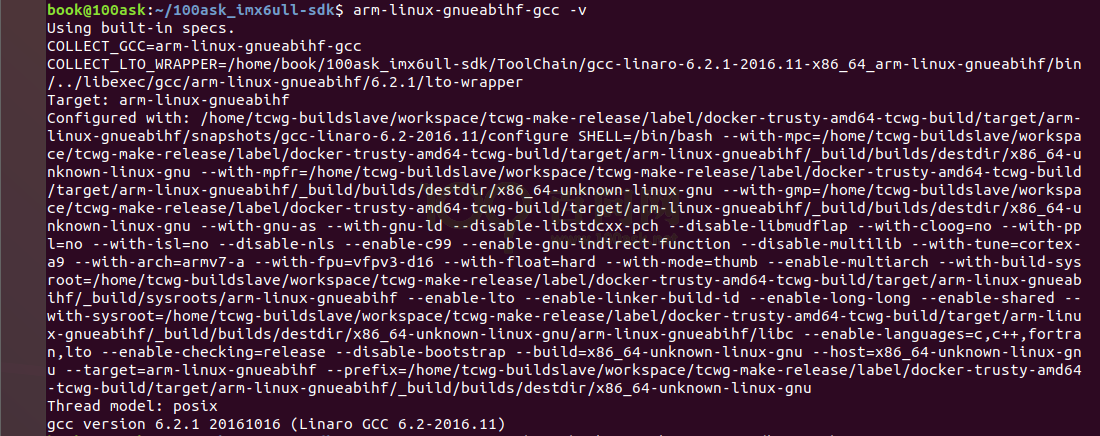 book@100ask:~/100ask_imx6ull-sdk$ arm-linux-gnueabihf-gcc -v
Using built-in specs.
COLLECT_GCC=arm-linux-gnueabihf-gcc
COLLECT_LTO_WRAPPER=/home/book/100ask_imx6ull-sdk/ToolChain/gcc-linaro-6.2.1-2016.11-x86_64_arm-linux-gnueabihf/bin
/../libexec/gcc/arm-linux-gnueabihf/6.2.1/lto-wrapper
Target: arm-linux-gnueabihf
Configured with: /home/tcwg-buildslave/workspace/tcwg-make-release/label/docker-trusty-amd64-tcwg-build/target/arm-
linux-gnueabihf/snapshots/gcc-linaro-6.2-2016.11/configure SHELL=/bin/bash --with-mpc=/home/tcwg-buildslave/workspa
ce/tcwg-make-release/label/docker-trusty-amd64-tcwg-build/target/arm-linux-gnueabihf/_build/builds/destdir/x86_64-u
nknown-linux-gnu --with-mpfr=/home/tcwg-buildslave/workspace/tcwg-make-release/label/docker-trusty-amd64-tcwg-build
/target/arm-linux-gnueabihf/_build/builds/destdir/x86_64-unknown-linux-gnu --with-gmp=/home/tcwg-buildslave/workspa
ce/tcwg-make-release/label/docker-trusty-amd64-tcwg-build/target/arm-linux-gnueabihf/_build/builds/destdir/x86_64-u
nknown-linux-gnu --with-gnu-as --with-gnu-ld --disable-libstdcxx-pch --disable-libmudflap --with-cloog=no --with-pp
l=no --with-isl=no --disable-nls --enable-c99 --enable-gnu-indirect-function --disable-multilib --with-tune=cortex-
a9 --with-arch=armv7-a --with-fpu=vfpv3-d16 --with-float=hard --with-mode=thumb --enable-multiarch --with-build-sys
root=/home/tcwg-buildslave/workspace/tcwg-make-release/label/docker-trusty-amd64-tcwg-build/target/arm-linux-gnueab
ihf/_build/sysroots/arm-linux-gnueabihf --enable-lto --enable-linker-build-id --enable-long-long --enable-shared --
with-sysroot=/home/tcwg-buildslave/workspace/tcwg-make-release/label/docker-trusty-amd64-tcwg-build/target/arm-linu
x-gnueabihf/_build/builds/destdir/x86_64-unknown-linux-gnu/arm-linux-gnueabihf/libc --enable-languages=c,c++,fortra
n,lto --enable-checking=release --disable-bootstrap --build=x86_64-unknown-linux-gnu --host=x86_64-unknown-linux-gn
u --target=arm-linux-gnueabihf --prefix=/home/tcwg-buildslave/workspace/tcwg-make-release/label/docker-trusty-amd64
-tcwg-build/target/arm-linux-gnueabihf/_build/builds/destdir/x86_64-unknown-linux-gnu
Thread model: posix
gcc version 6.2.1 20161016 (Linaro GCC 6.2-2016.11)